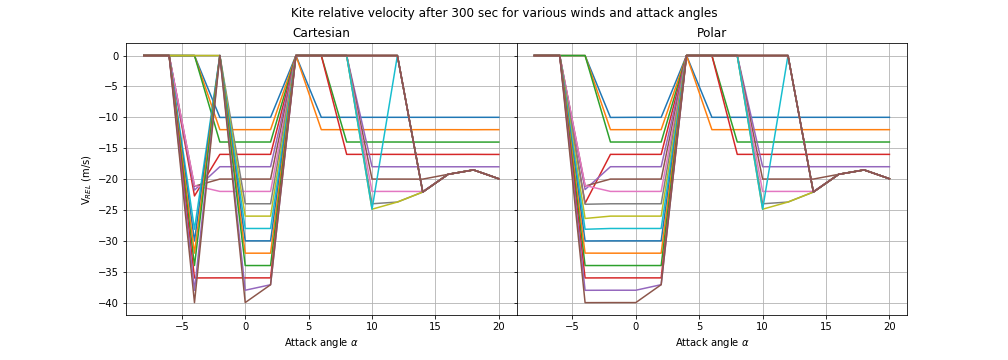 Kite relative velocity after 300 sec for various winds and attack angles
Cartesian
Polar
V_REL (m/s)
0
−5
−10
−15
−20
−25
−30
−35
−40
−5 0 5 10 15 20
−5 0 5 10 15 20
Attack angle α
Attack angle α